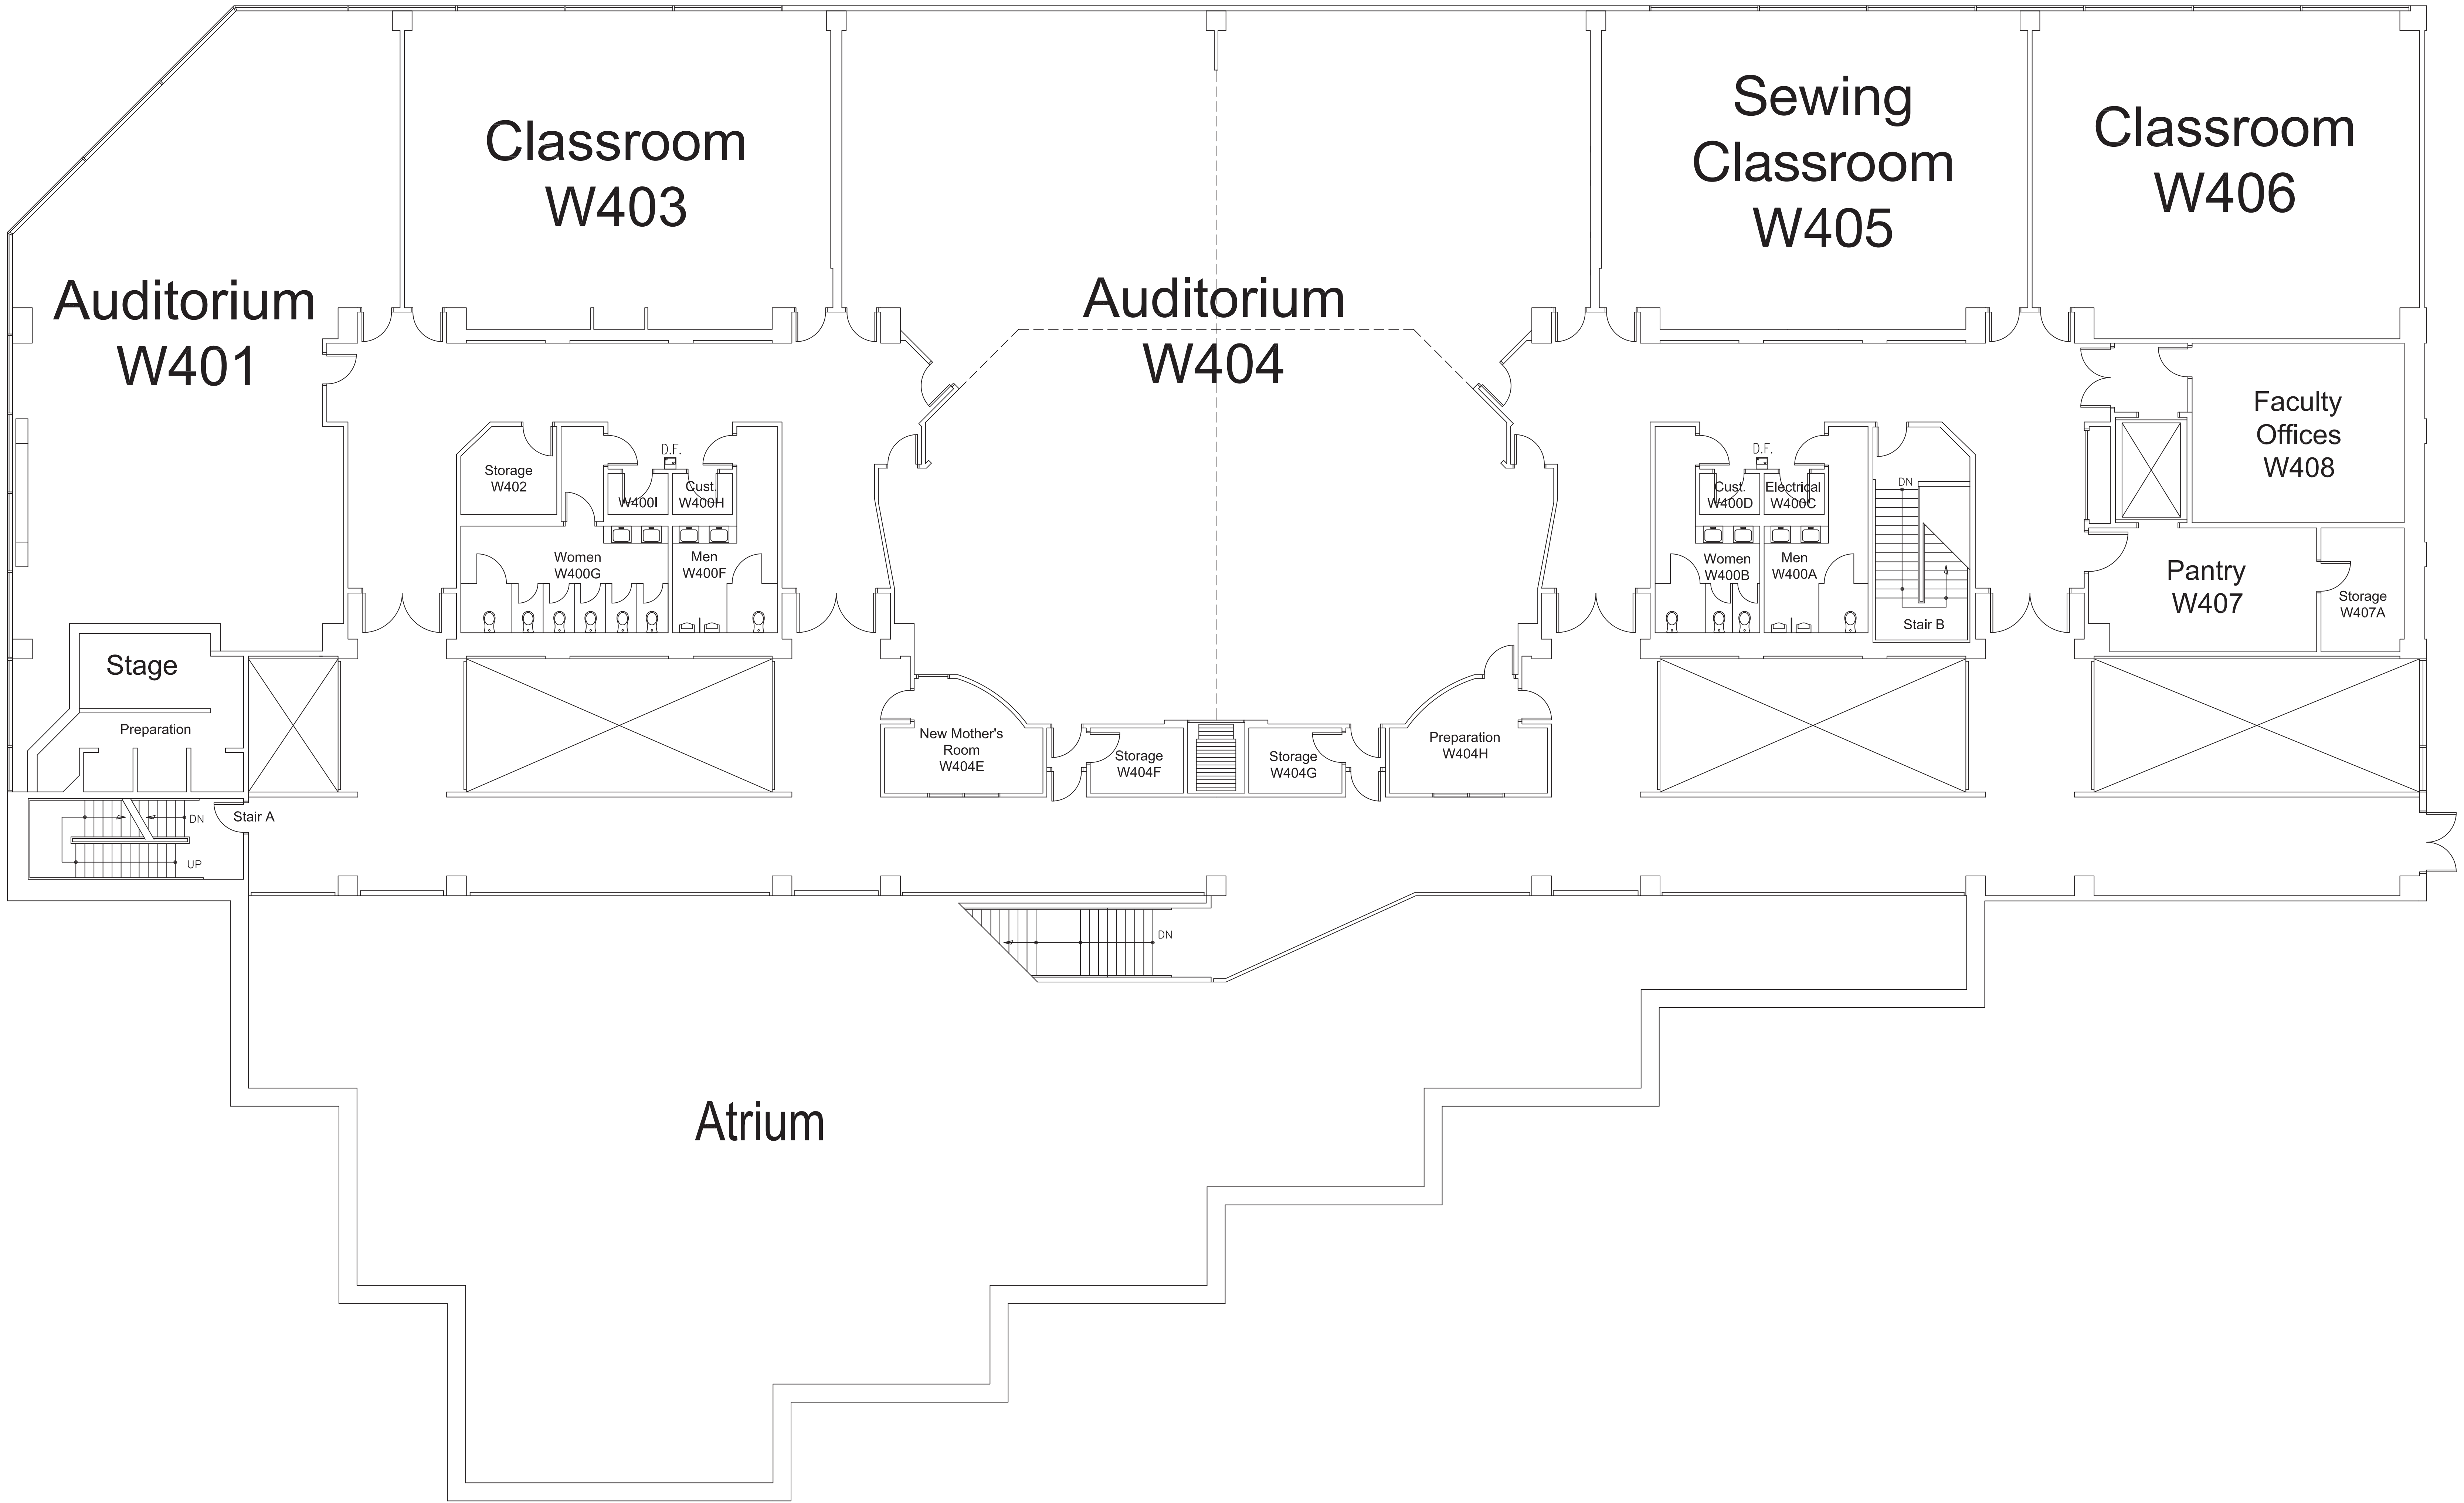 Auditorium
W401
Classroom
W403
Auditorium
W404
Sewing
Classroom
W405
Classroom
W406
Faculty
Offices
W408
Storage
W402
D.F.
W400I
Cust.
W400H
Women
W400G
Men
W400F
D.F.
Cust.
W400D
Electrical
W400C
Women
W400B
Men
W400A
DN
Stair B
Pantry
W407
Storage
W407A
Stage
Preparation
New Mother's
Room
W404E
Storage
W404F
Storage
W404G
Preparation
W404H
DN
Stair A
UP
DN
Atrium